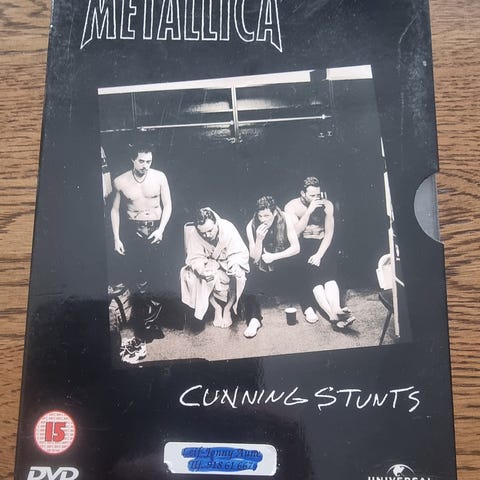 METALLICA
CUNNING STUNTS
15
DVD
UNIVERSAL